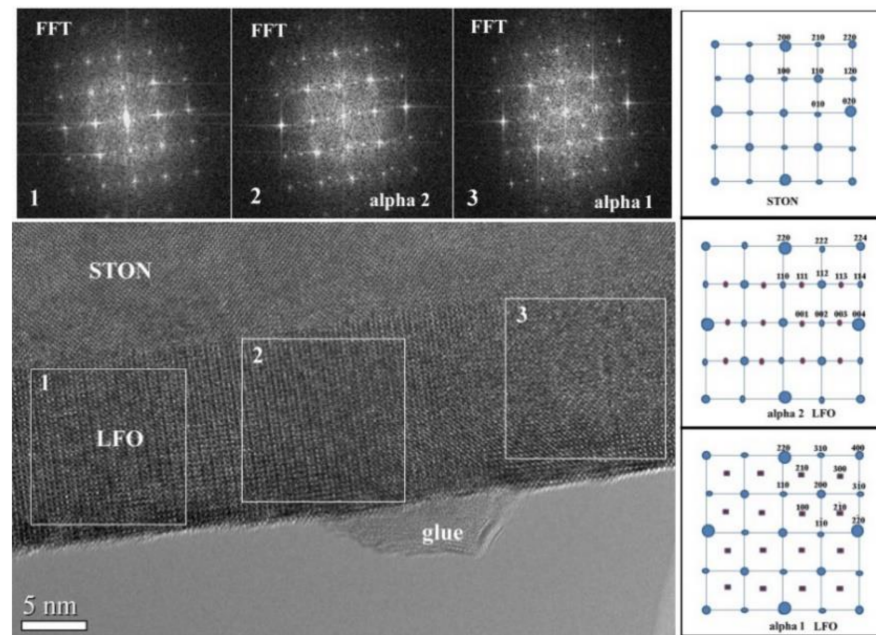 FFT
1
FFT
2
alpha 2
FFT
3
alpha 1
STON
1
LFO
2
3
glue
5 nm
200 210 220
100 110 120
010 020
STON
220 222 224
110 111 112 113 114
001 002 003 004
alpha 2 LFO
220 310 400
210 300
110 200 310
100 210
110 220
alpha 1 LFO